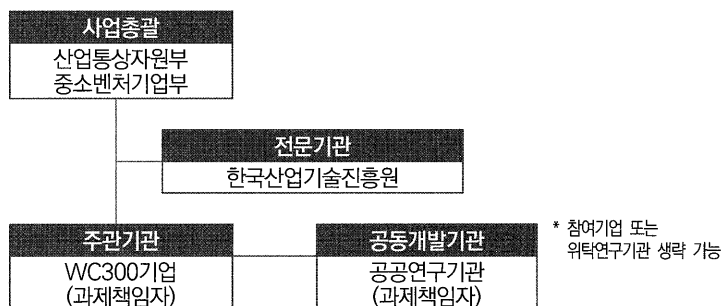 사업총괄
산업통상자원부
중소벤처기업부
전문기관
한국산업기술진흥원
주관기관
WC300기업
(과제책임자)
공동개발기관
공공연구기관
(과제책임자)
* 참여기업 또는
위탁연구기관 생략 가능